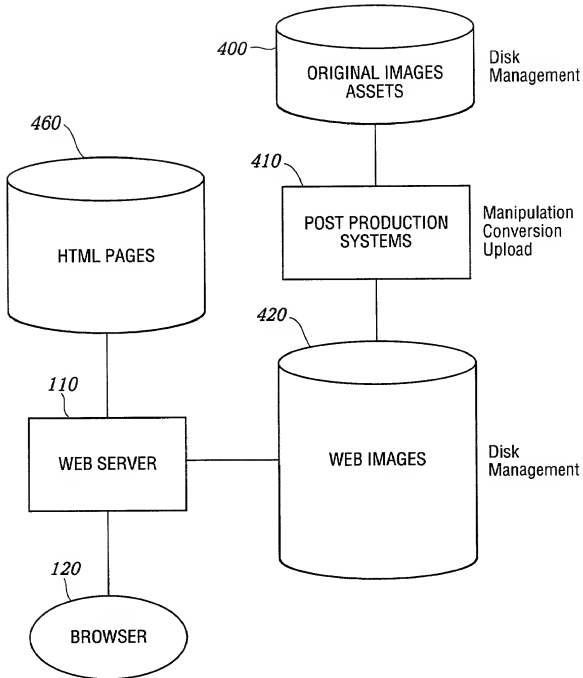 400
ORIGINAL IMAGES
ASSETS
Disk
Management
460
410
HTML PAGES
POST PRODUCTION
SYSTEMS
Manipulation
Conversion
Upload
420
110
WEB SERVER
WEB IMAGES
Disk
Management
120
BROWSER